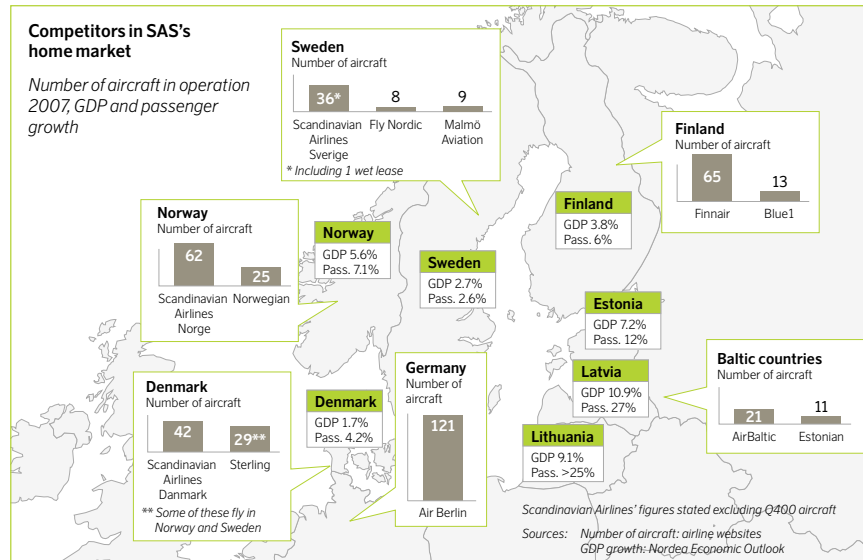 Competitors in SAS's
home market
Number of aircraft in operation
2007, GDP and passenger
growth
Sweden
Number of aircraft
36*
8
9
Scandinavian
Airlines
Sverige
Fly Nordic
Malmö
Aviation
* Including 1 wet lease
Finland
Number of aircraft
65
13
Finnair
Blue1
Norway
Number of aircraft
62
25
Scandinavian
Airlines
Norge
Norwegian
Norway
GDP 5.6%
Pass. 7.1%
Sweden
GDP 2.7%
Pass. 2.6%
Finland
GDP 3.8%
Pass. 6%
Estonia
GDP 7.2%
Pass. 12%
Latvia
GDP 10.9%
Pass. 27%
Lithuania
GDP 9.1%
Pass. >25%
Denmark
GDP 1.7%
Pass. 4.2%
Denmark
Number of aircraft
42
29**
Scandinavian
Airlines
Danmark
Sterling
** Some of these fly in
Norway and Sweden
Germany
Number of
aircraft
121
Air Berlin
Baltic countries
Number of aircraft
21
11
AirBaltic
Estonian
Scandinavian Airlines' figures stated excluding Q400 aircraft
Sources: Number of aircraft: airline websites
GDP growth: Nordea Economic Outlook